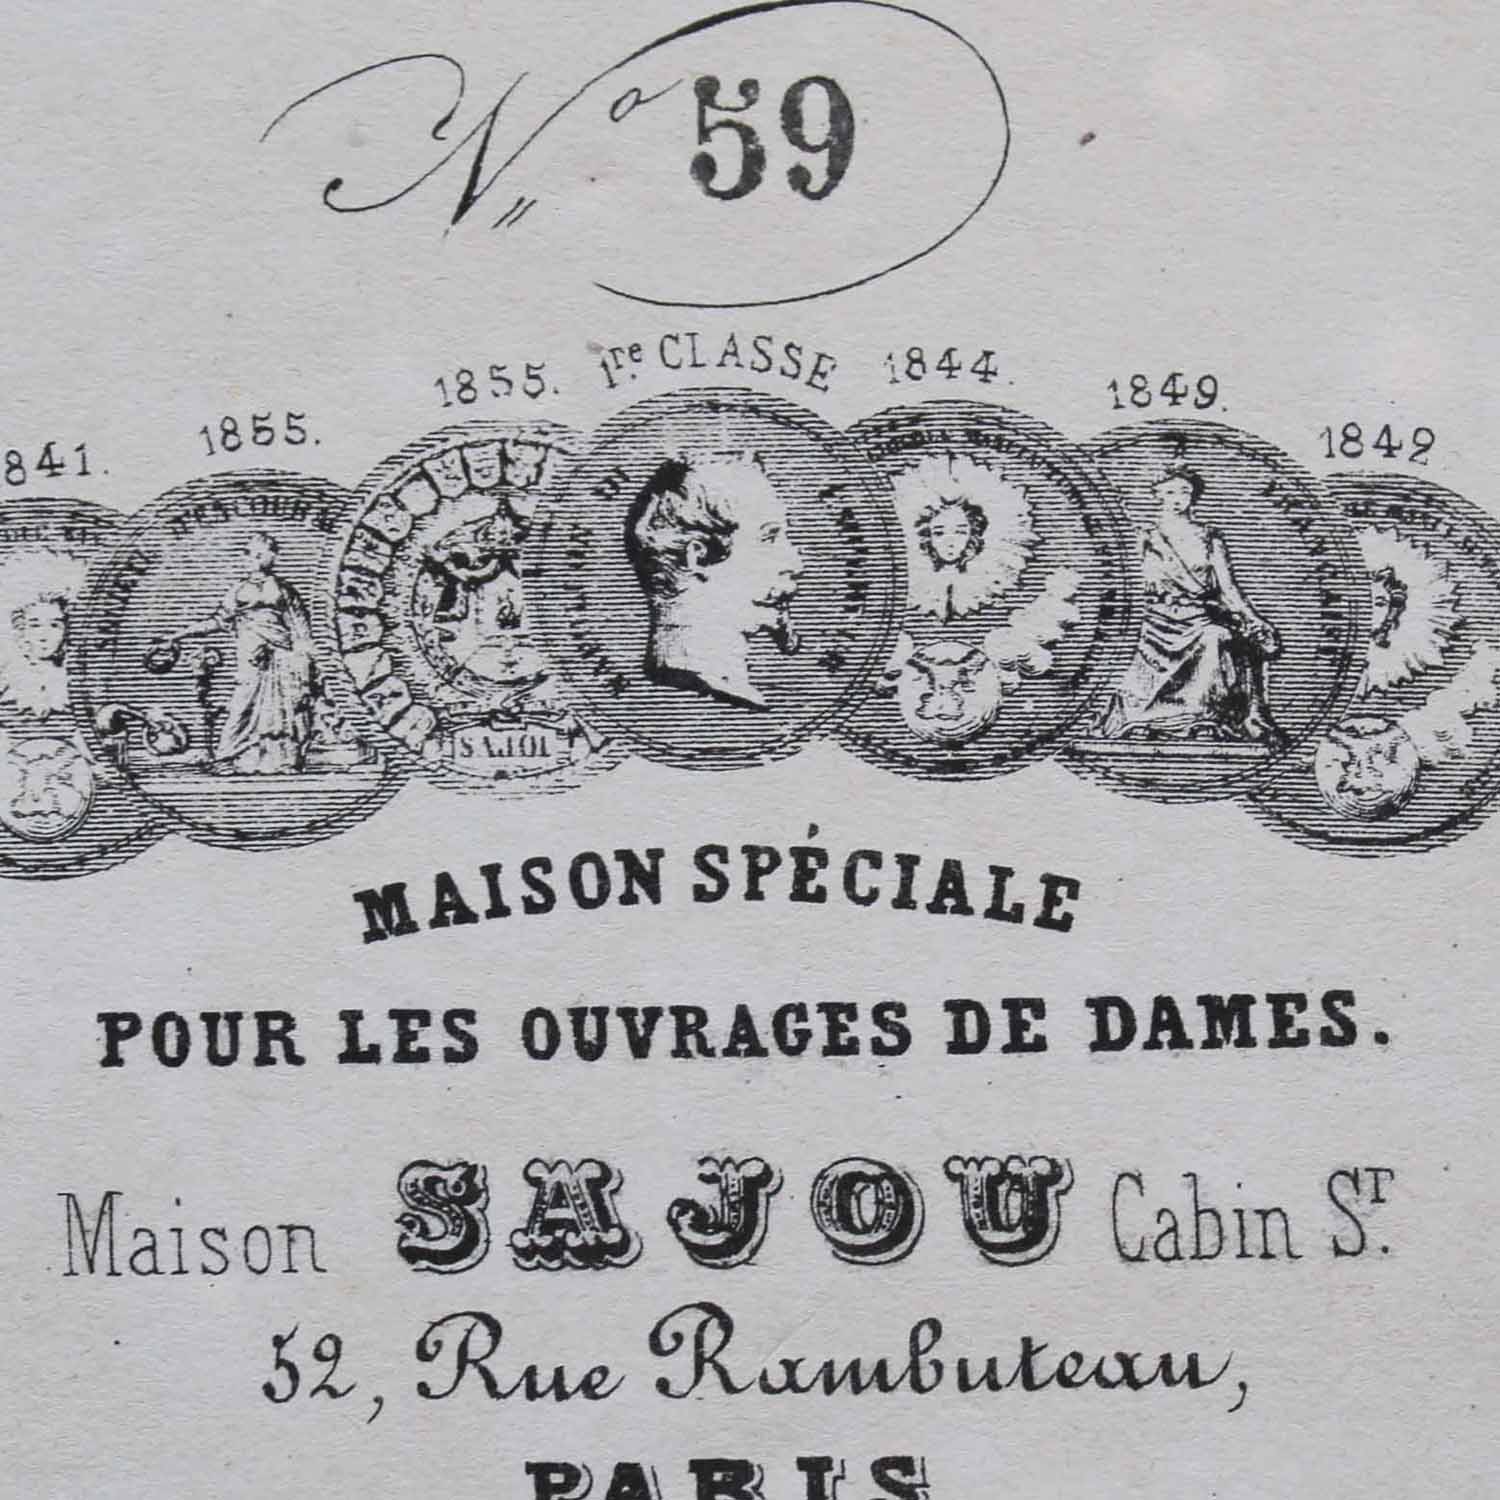 No 59
841. 1855. 1855. 1re CLASSE 1844. 1849. 1842
SAJOU
MAISON SPÉCIALE
POUR LES OUVRAGES DE DAMES.
Maison SAJOU Cabin Sr.
52, Rue Rambuteau,
PARIS